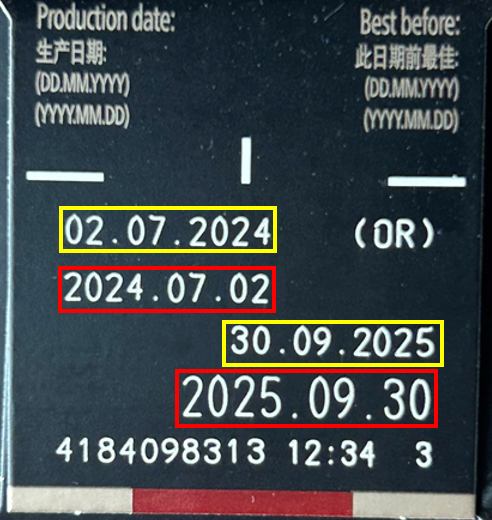 Production date: Best before:
生产日期: 此日期前最佳:
(DD.MM.YYYY) (DD.MM.YYYY)
(YYYY.MM.DD) (YYYY.MM.DD)
02.07.2024 (OR)
2024.07.02
30.09.2025
2025.09.30
4184098313 12:34 3